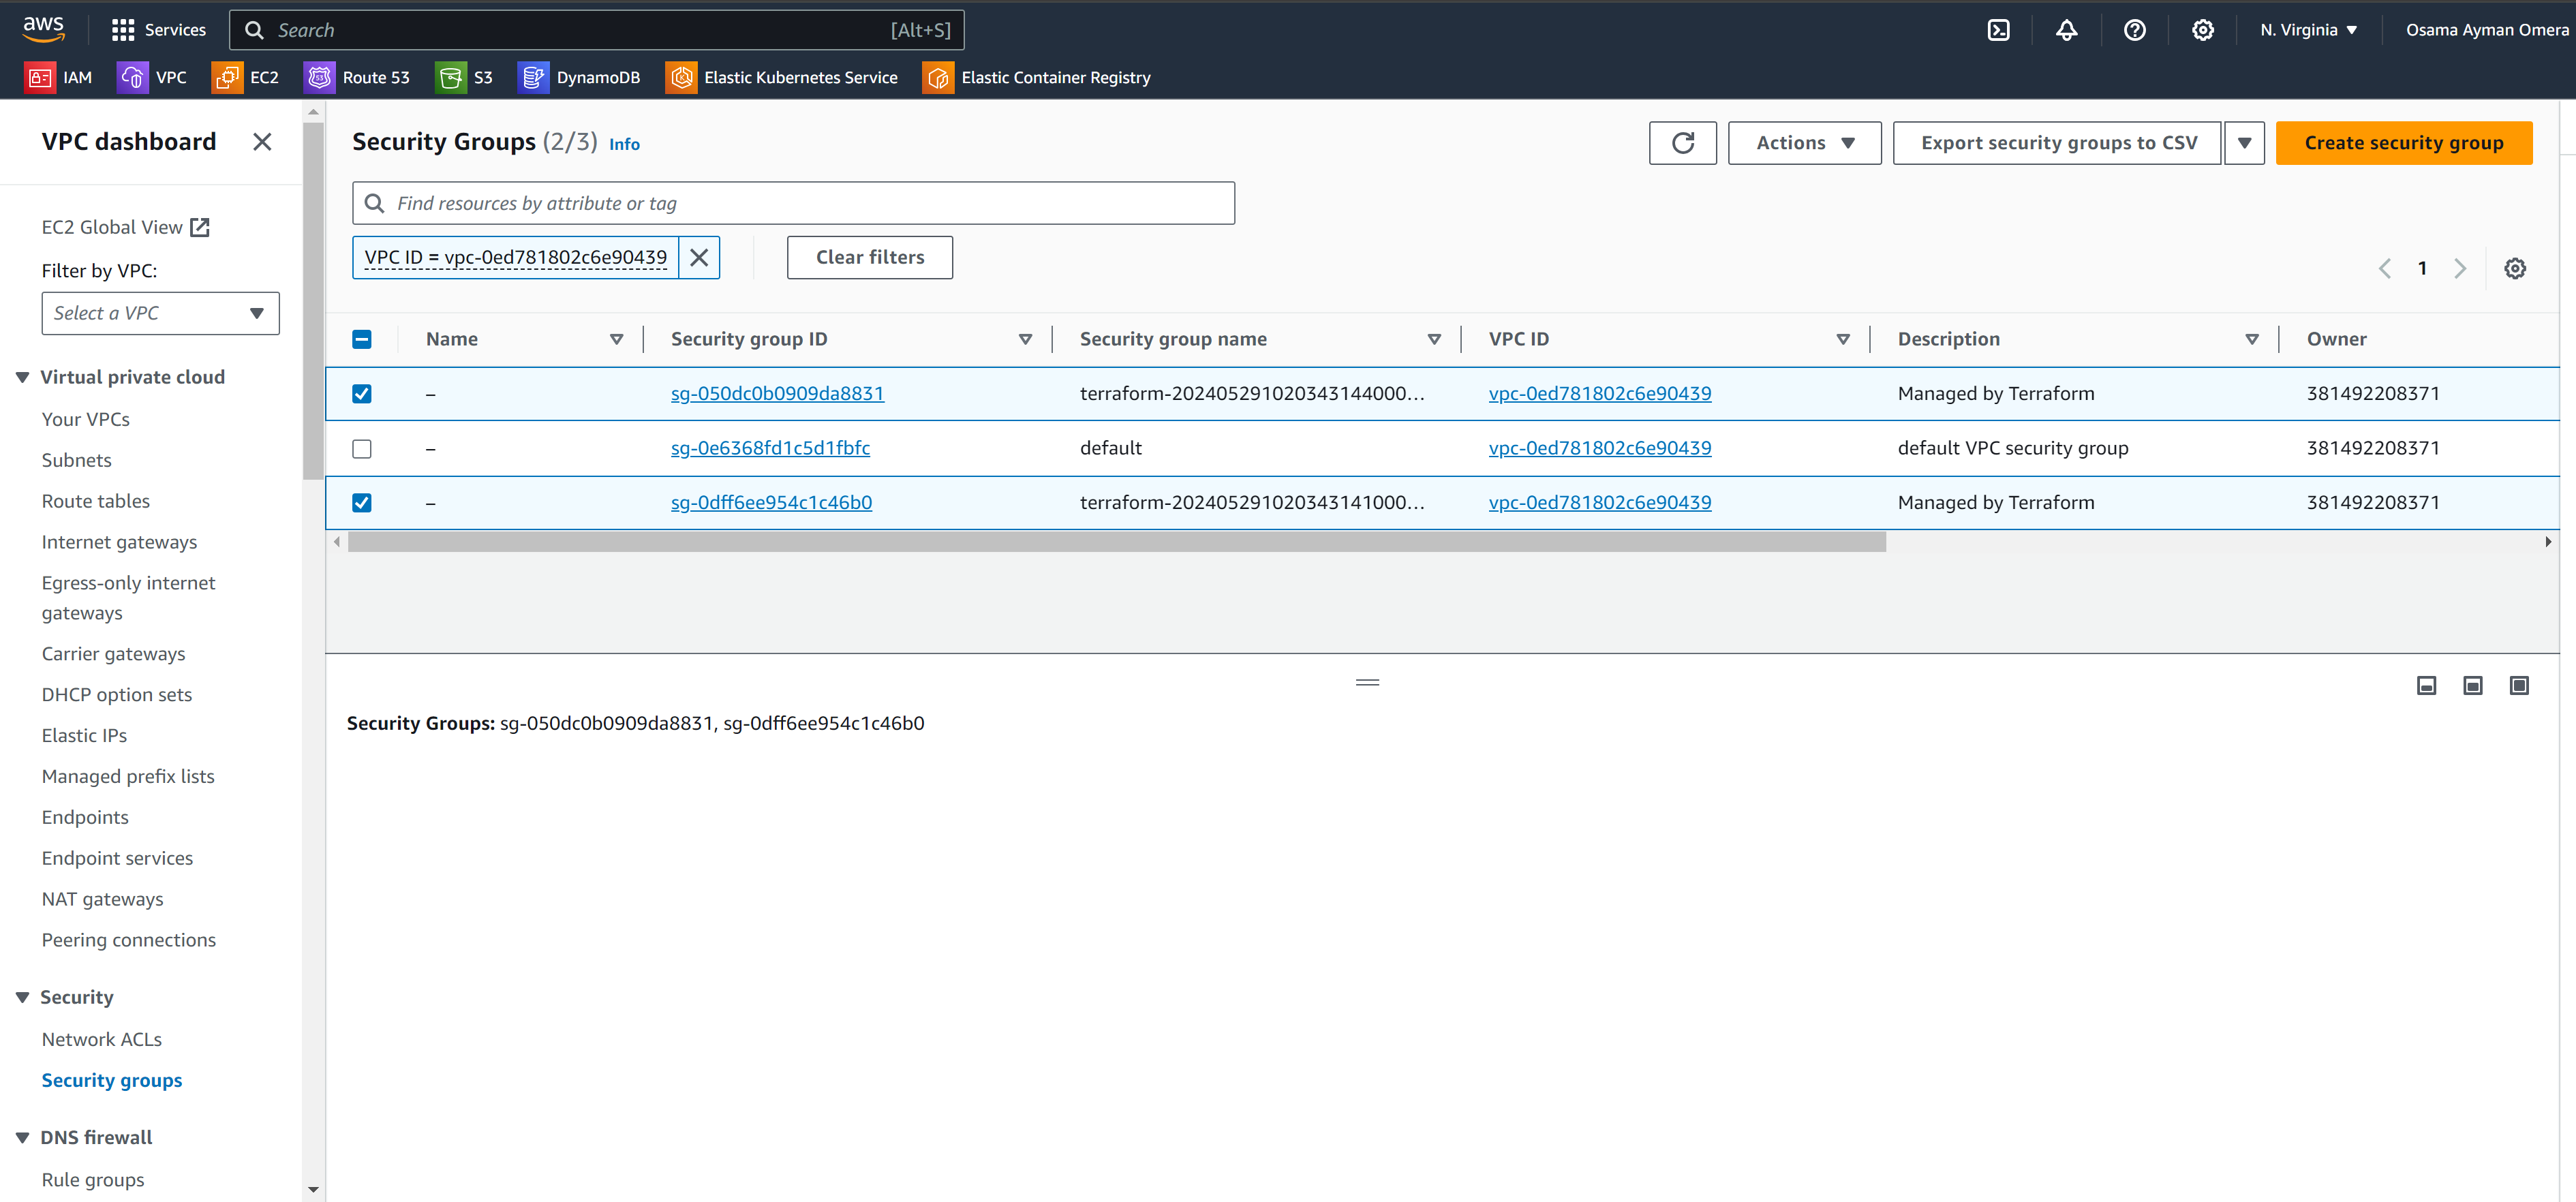 aws
Services
Search [Alt+S]
N. Virginia
Osama Ayman Omera
IAM VPC EC2 Route 53 S3 DynamoDB Elastic Kubernetes Service Elastic Container Registry
VPC dashboard
EC2 Global View
Filter by VPC:
Select a VPC
Virtual private cloud
Your VPCs
Subnets
Route tables
Internet gateways
Egress-only internet
gateways
Carrier gateways
DHCP option sets
Elastic IPs
Managed prefix lists
Endpoints
Endpoint services
NAT gateways
Peering connections
Security
Network ACLs
Security groups
DNS firewall
Rule groups
Security Groups (2/3) Info
Actions
Export security groups to CSV
Create security group
Find resources by attribute or tag
VPC ID = vpc-0ed781802c6e90439
Clear filters
1
Name Security group ID Security group name VPC ID Description Owner
– sg-050dc0b0909da8831 terraform-202405291020343144000... vpc-0ed781802c6e90439 Managed by Terraform 381492208371
– sg-0e6368fd1c5d1fbfc default vpc-0ed781802c6e90439 default VPC security group 381492208371
– sg-0dff6ee954c1c46b0 terraform-202405291020343141000... vpc-0ed781802c6e90439 Managed by Terraform 381492208371
Security Groups: sg-050dc0b0909da8831, sg-0dff6ee954c1c46b0